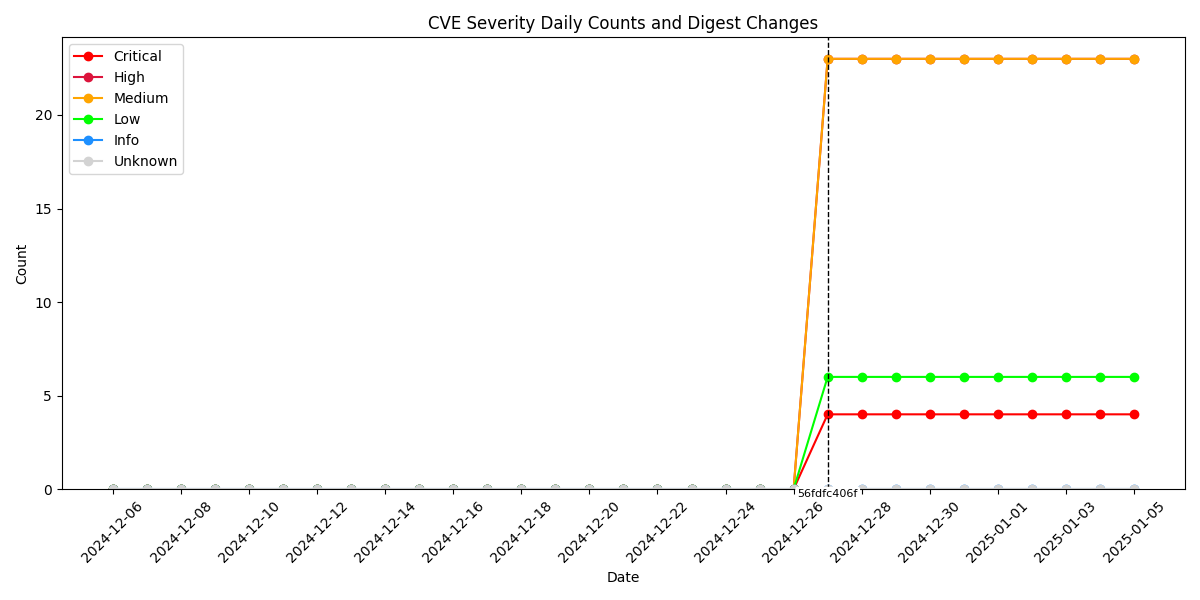 CVE Severity Daily Counts and Digest Changes
Critical
High
Medium
Low
Info
Unknown
Count
20
15
10
5
0
56fdfc406f
2024-12-06
2024-12-08
2024-12-10
2024-12-12
2024-12-14
2024-12-16
2024-12-18
2024-12-20
2024-12-22
2024-12-24
2024-12-26
2024-12-28
2024-12-30
2025-01-01
2025-01-03
2025-01-05
Date